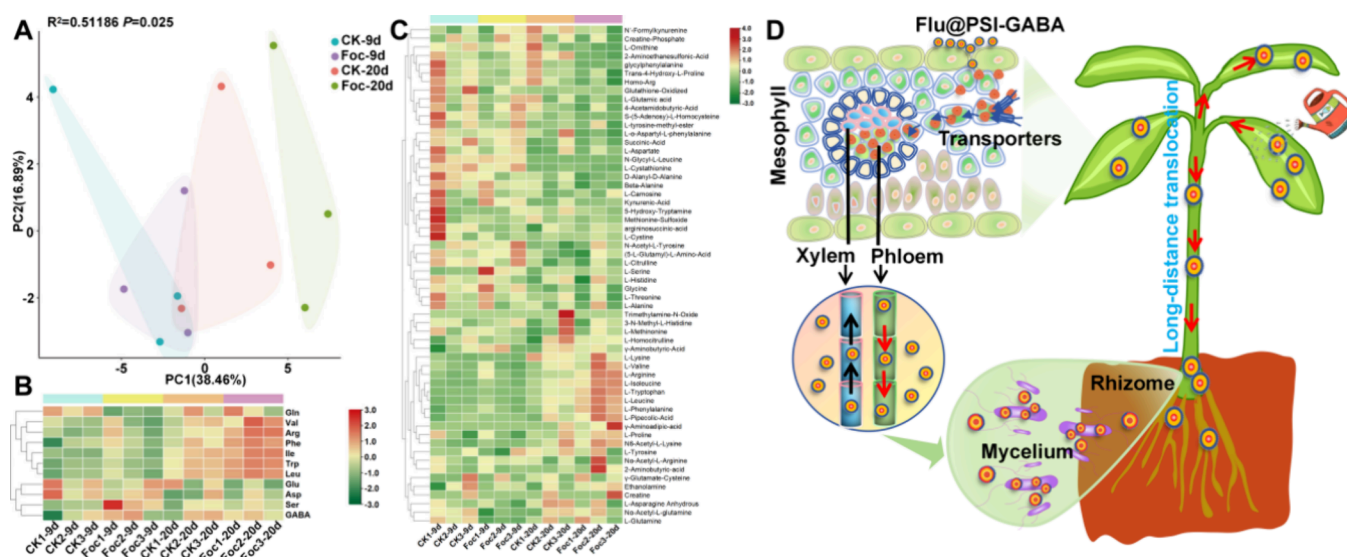 A
R²=0.51186 P=0.025
CK-9d
Foc-9d
CK-20d
Foc-20d
PC2(16.89%)
4
2
0
-2
-5
0
5
PC1(38.46%)
B
Gln
Val
Arg
Phe
Ile
Trp
Leu
Glu
Asp
Ser
GABA
3.0
2.0
1.0
0.0
-1.0
-2.0
-3.0
CK1-9d
CK2-9d
CK3-9d
Foc1-9d
Foc2-9d
Foc3-9d
CK1-20d
CK2-20d
CK3-20d
Foc1-20d
Foc2-20d
Foc3-20d
C
N'-Formylkynurenine
Creatine-Phosphate
L-Ornithine
2-Aminoethanesulfonic-Acid
glycylphenylalanine
Trans-4-Hydroxy-L-Proline
Homo-Arg
Glutathione-Oxidized
L-Glutamic acid
4-Acetamidobutyric-Acid
S-(5-Adenosy)-L-Homocysteine
L-tyrosine-methyl-ester
L-α-Aspartyl-L-phenylalanine
Succinic-Acid
L-Aspartate
N-Glycyl-L-Leucine
L-Cystathionine
D-Alanyl-D-Alanine
Beta-Alanine
L-Carnosine
Kynurenic-Acid
5-Hydroxy-Tryptamine
Methionine-Sulfoxide
argininosuccinic-acid
L-Cystine
N-Acetyl-L-Tyrosine
(5-L-Glutamyl)-L-Amino-Acid
L-Citrulline
L-Serine
L-Histidine
Glycine
L-Threonine
L-Alanine
Trimethylamine-N-Oxide
3-N-Methyl-L-Histidine
L-Methionine
L-Homocitrulline
γ-Aminobutyric-Acid
L-Lysine
L-Valine
L-Arginine
L-Isoleucine
L-Tryptophan
L-Leucine
L-Phenylalanine
L-Pipecolic-Acid
γ-Aminoadipic-acid
L-Proline
N6-Acetyl-L-Lysine
L-Tyrosine
Nα-Acetyl-L-Arginine
2-Aminobutyric-acid
γ-Glutamate-Cysteine
Ethanolamine
Creatine
L-Asparagine Anhydrous
Nα-Acetyl-L-glutamine
L-Glutamine
4.0
3.0
2.0
1.0
0.0
-1.0
-2.0
-3.0
CK1-9d
CK2-9d
CK3-9d
Foc1-9d
Foc2-9d
Foc3-9d
CK1-20d
CK2-20d
CK3-20d
Foc1-20d
Foc2-20d
Foc3-20d
D
Flu@PSI-GABA
Mesophyll
Transporters
Xylem
Phloem
Long-distance translocation
Rhizome
Mycelium